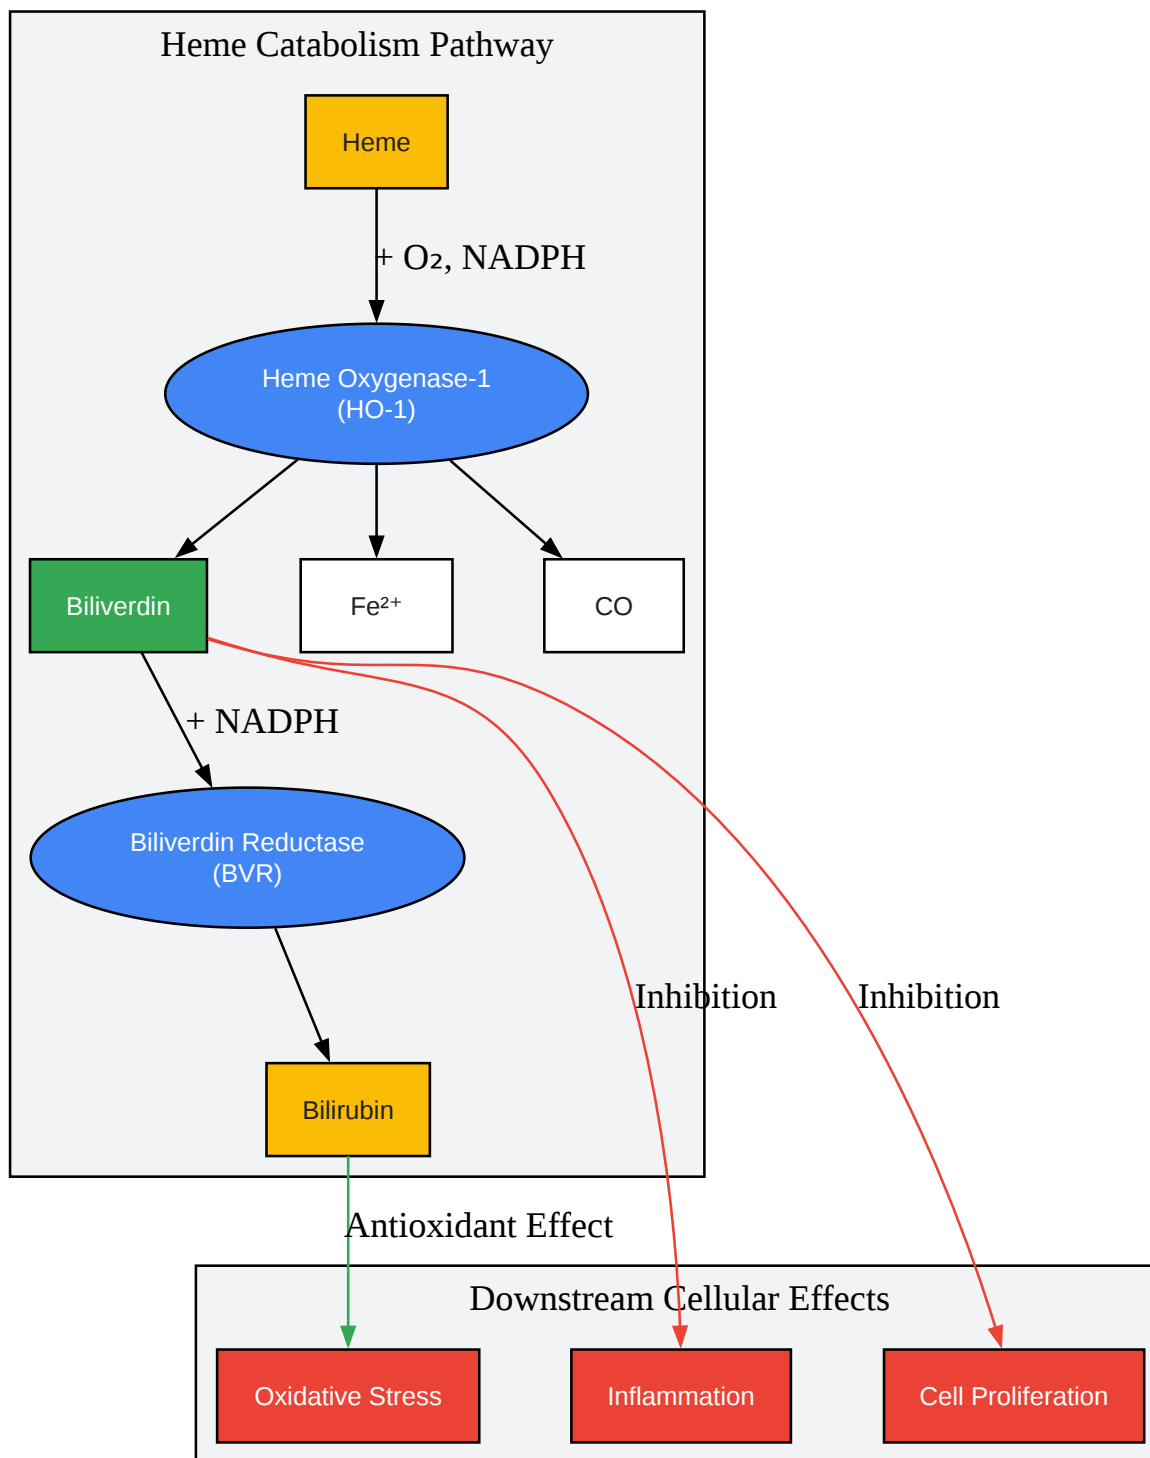 Heme Catabolism Pathway
Heme
+ O₂, NADPH
Heme Oxygenase-1
(HO-1)
Biliverdin
Fe²⁺
CO
+ NADPH
Biliverdin Reductase
(BVR)
Inhibition
Inhibition
Bilirubin
Antioxidant Effect
Downstream Cellular Effects
Oxidative Stress
Inflammation
Cell Proliferation